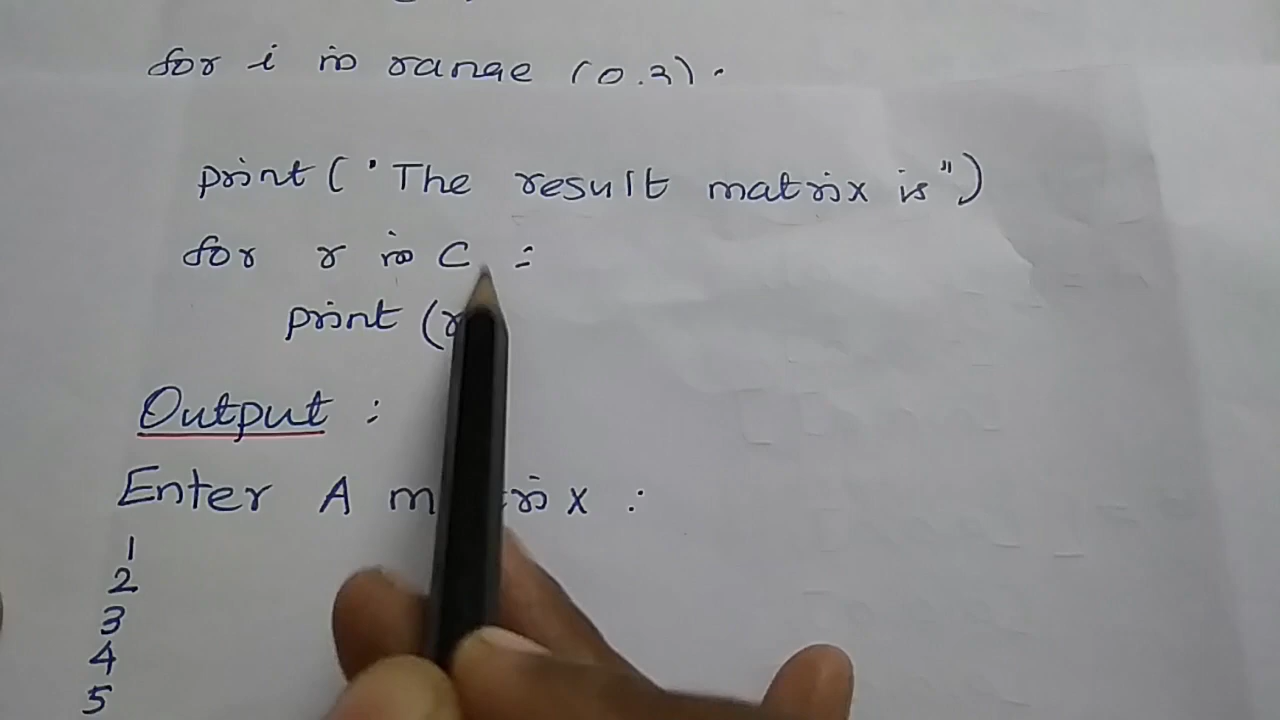 for i in range (0.3):
print("The result matrix is")
for r in C :
print (r
Output :
Enter A matrix :
1
2
3
4
5